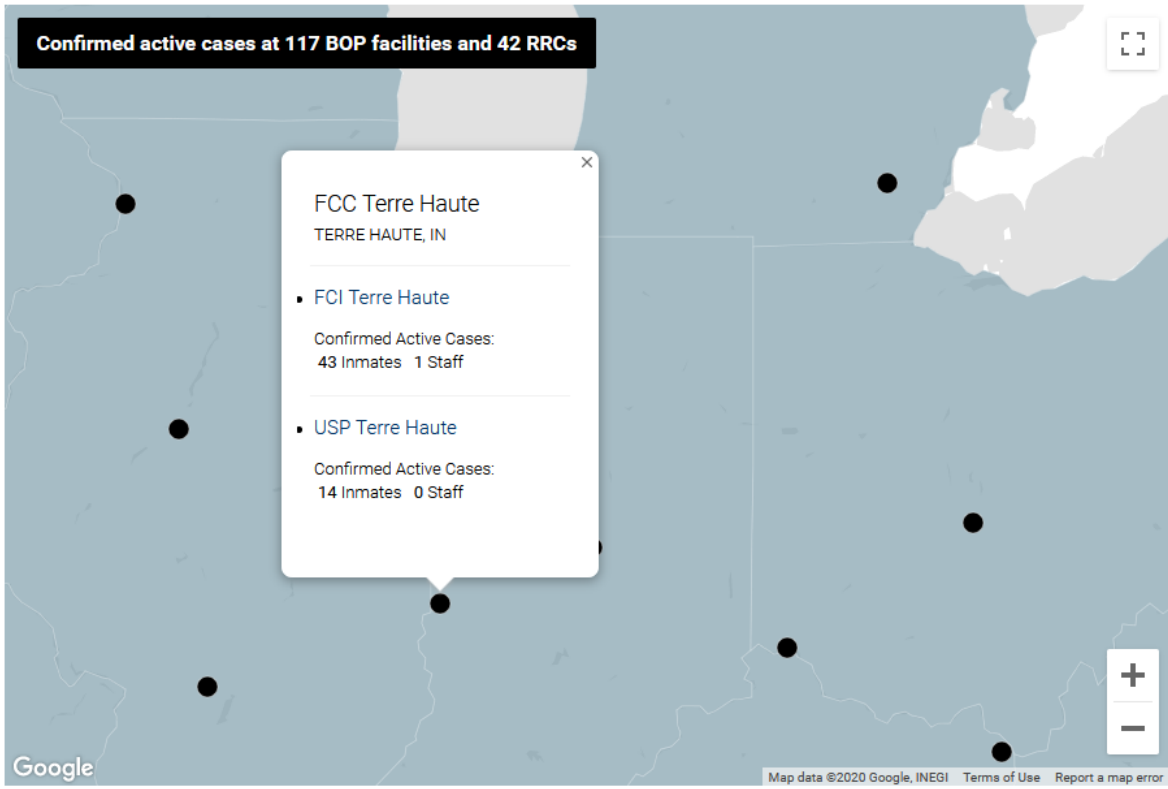 Confirmed active cases at 117 BOP facilities and 42 RRCs
FCC Terre Haute
TERRE HAUTE, IN
FCI Terre Haute
Confirmed Active Cases:
43 Inmates 1 Staff
USP Terre Haute
Confirmed Active Cases:
14 Inmates 0 Staff
Google
Map data ©2020 Google, INEGI Terms of Use Report a map error